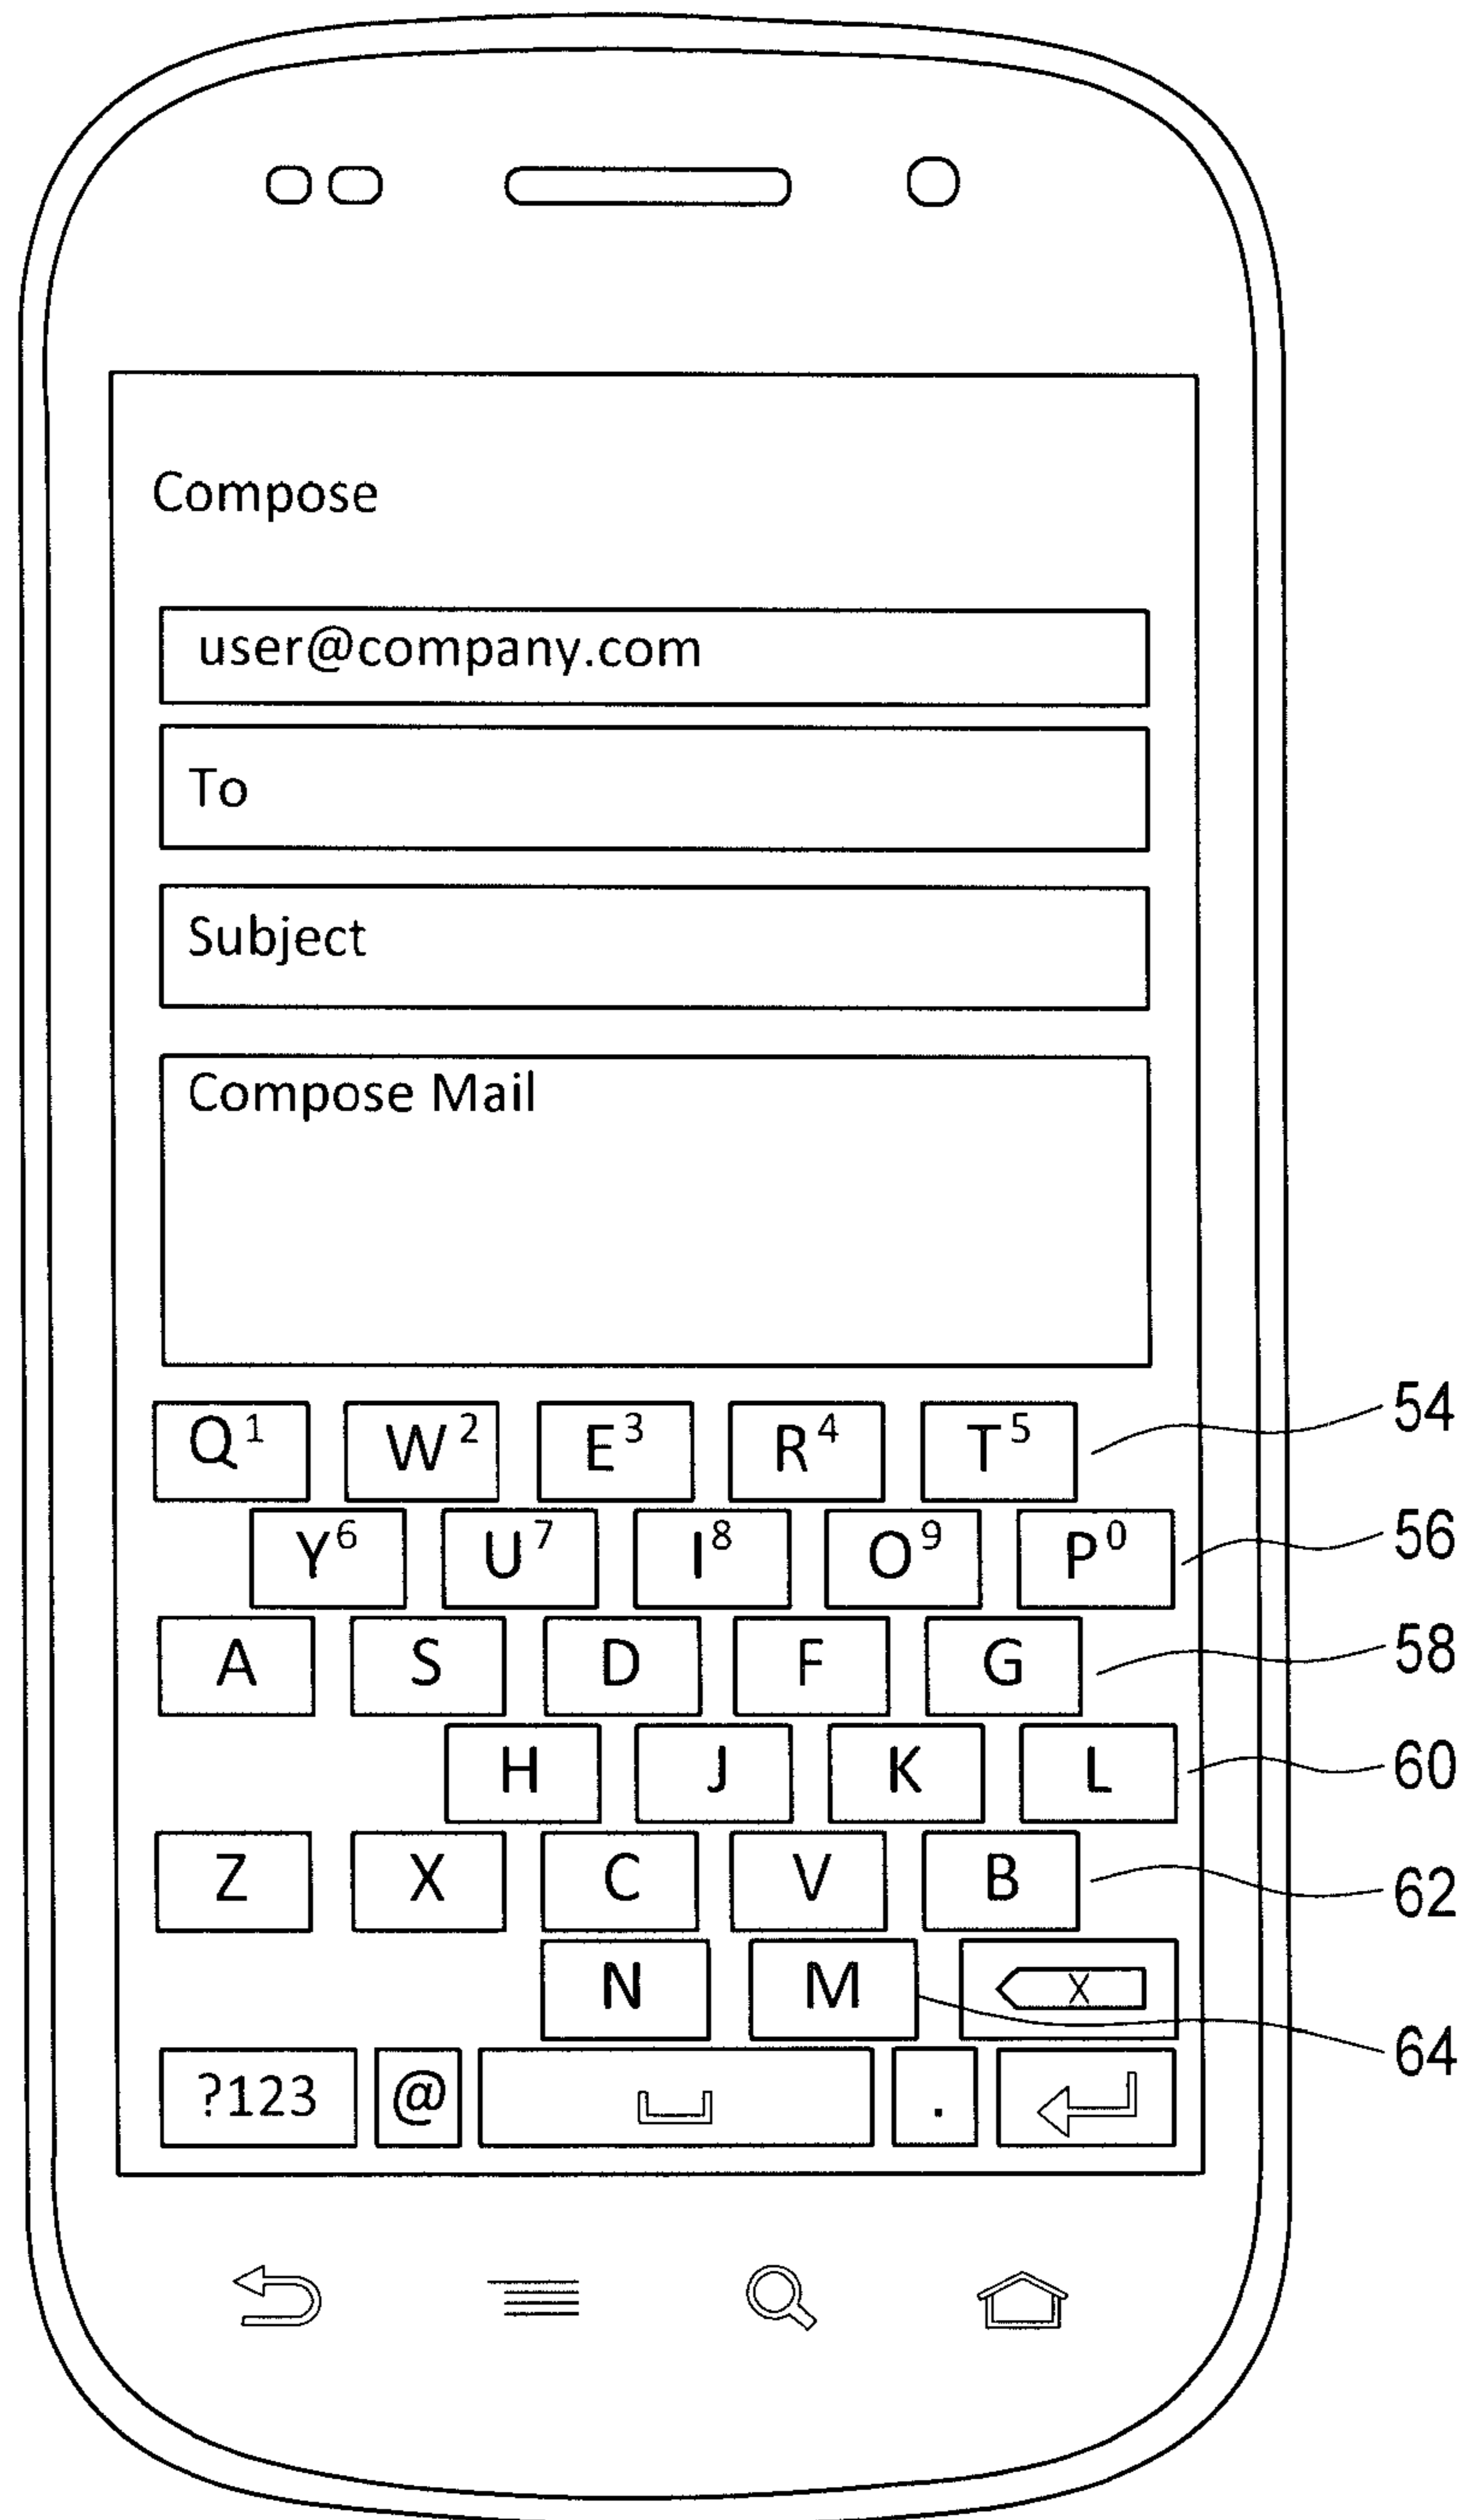 Compose
user@company.com
To
Subject
Compose Mail
Q1 W2 E3 R4 T5 54
Y6 U7 I8 O9 P0 56
A S D F G 58
H J K L 60
Z X C V B 62
N M X 64
?123 @ .